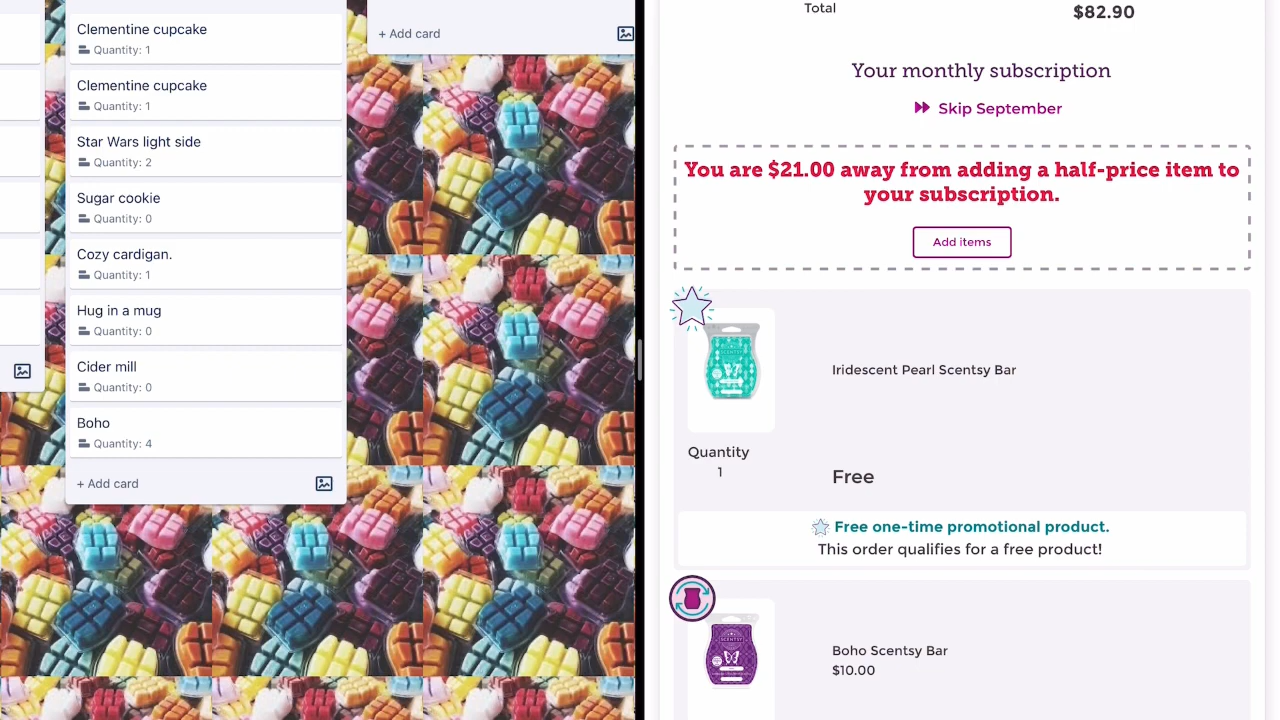 Clementine cupcake
Quantity: 1
Clementine cupcake
Quantity: 1
Star Wars light side
Quantity: 2
Sugar cookie
Quantity: 0
Cozy cardigan.
Quantity: 1
Hug in a mug
Quantity: 0
Cider mill
Quantity: 0
Boho
Quantity: 4
+ Add card
+ Add card
Total
$82.90
Your monthly subscription
Skip September
You are $21.00 away from adding a half-price item to
your subscription.
Add items
SCENTSY
Iridescent Pearl Scentsy Bar
Quantity
1
Free
Free one-time promotional product.
This order qualifies for a free product!
SCENTSY
Boho Scentsy Bar
$10.00